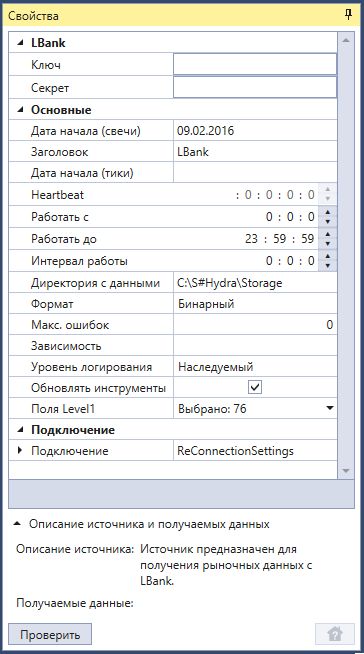 Свойства
LBank
Ключ
Секрет
Основные
Дата начала (свечи) 09.02.2016
Заголовок LBank
Дата начала (тики)
Heartbeat : 0 : 0 : 0 : 0
Работать с 0 : 0 : 0
Работать до 23 : 59 : 59
Интервал работы 0 : 0 : 0
Директория с данными C:\S#Hydra\Storage
Формат Бинарный
Макс. ошибок 0
Зависимость
Уровень логирования Наследуемый
Обновлять инструменты
Поля Level1 Выбрано: 76
Подключение
Подключение ReConnectionSettings
Описание источника и получаемых данных
Описание источника: Источник предназначен для
получения рыночных данных с
LBank.
Получаемые данные:
Проверить